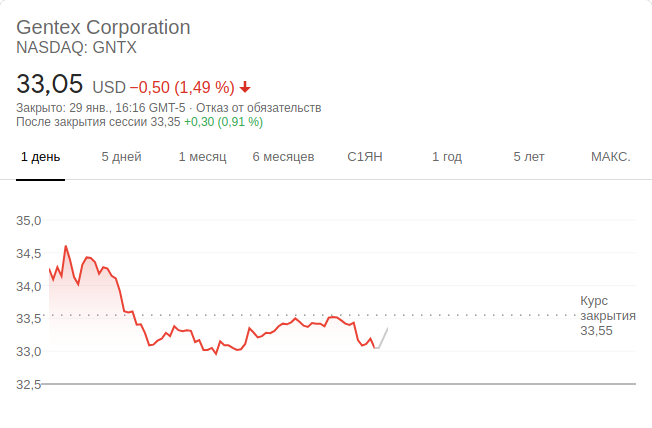 Gentex Corporation
NASDAQ: GNTX
33,05 USD −0,50 (1,49 %)
Закрыто: 29 янв., 16:16 GMT-5 · Отказ от обязательств
После закрытия сессии 33,35 +0,30 (0,91 %)
1 день 5 дней 1 месяц 6 месяцев С1ЯН 1 год 5 лет МАКС.
35,0
34,5
34,0
33,5
33,0
32,5
Курс
закрытия
33,55